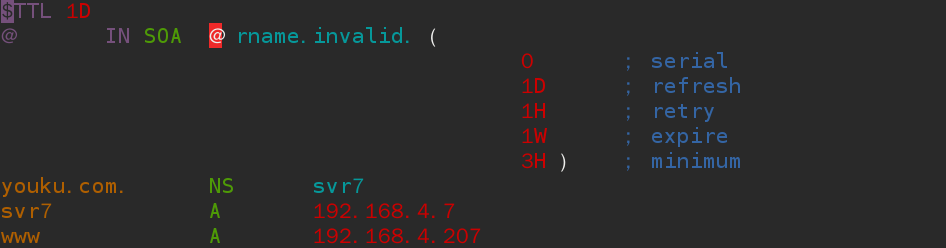 $TTL 1D
@ IN SOA @ rname.invalid. (
0 ; serial
1D ; refresh
1H ; retry
1W ; expire
3H ) ; minimum
youku.com. NS svr7
svr7 A 192.168.4.7
www A 192.168.4.207